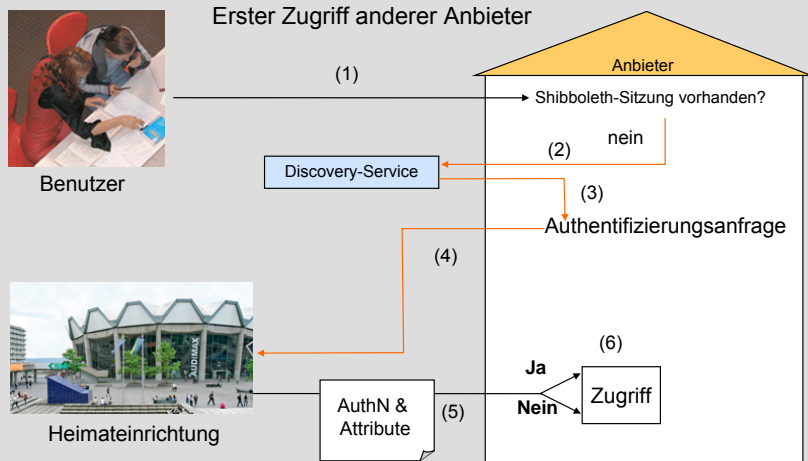 Erster Zugriff anderer Anbieter
Anbieter
(1)
Shibboleth-Sitzung vorhanden?
nein
(2)
Benutzer
Discovery-Service
(3)
Authentifizierungsanfrage
(4)
AUDIMAX
(6)
Ja
Nein
Zugriff
AuthN &
Attribute
(5)
Heimateinrichtung